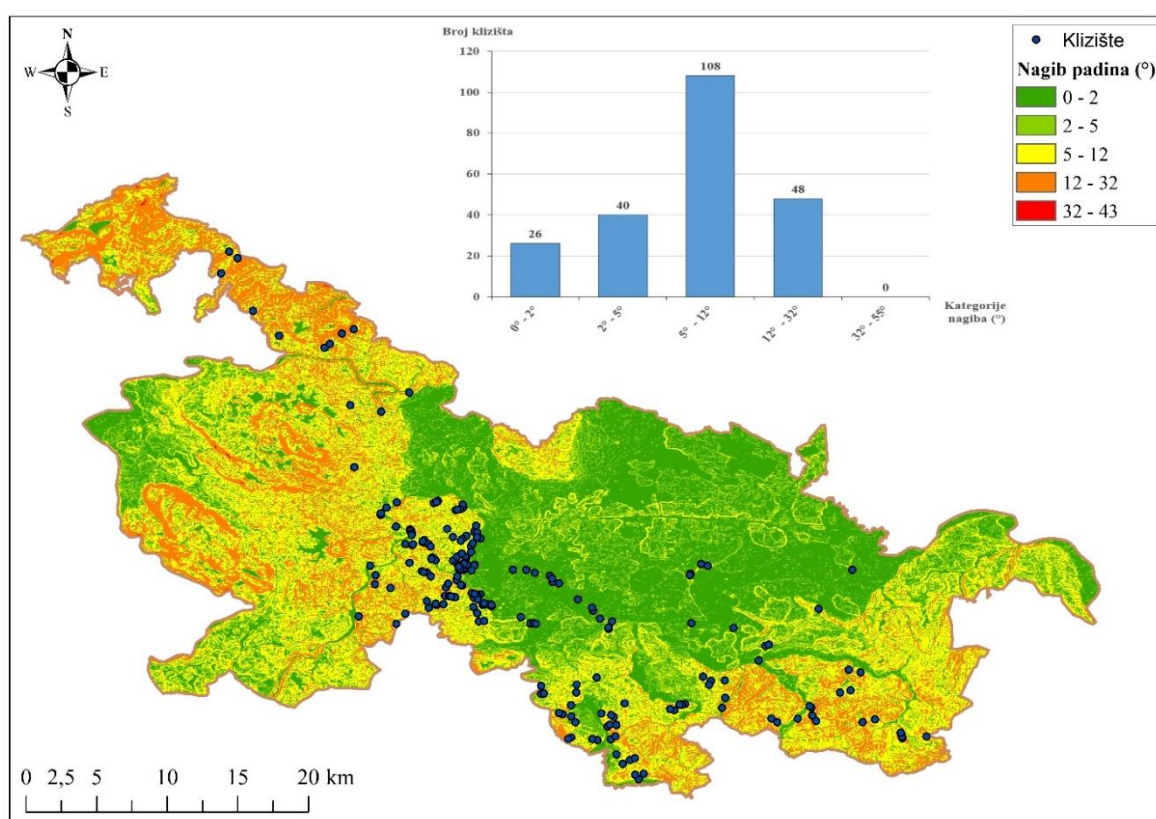 N
W E
S
Broj klizišta
120
100
80
60
40
20
0
26
40
108
48
0
0° - 2°
2° - 5°
5° - 12°
12° - 32°
32° - 55°
Kategorije
nagiba (°)
Klizište
Nagib padina (°)
0 - 2
2 - 5
5 - 12
12 - 32
32 - 43
0 2,5 5 10 15 20 km